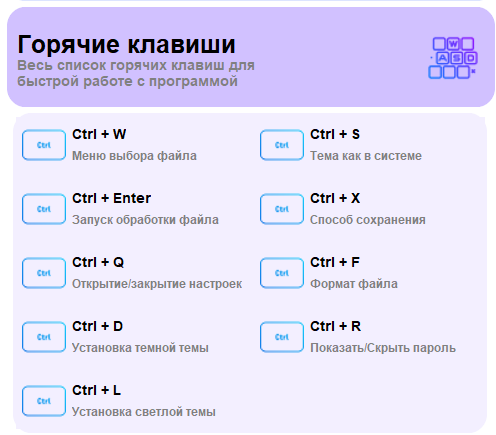 Горячие клавиши
Весь список горячих клавиш для
быстрой работе с программой
W
A S D
Ctrl
Ctrl + W
Меню выбора файла
Ctrl
Ctrl + S
Тема как в системе
Ctrl
Ctrl + Enter
Запуск обработки файла
Ctrl
Ctrl + X
Способ сохранения
Ctrl
Ctrl + Q
Открытие/закрытие настроек
Ctrl
Ctrl + F
Формат файла
Ctrl
Ctrl + D
Установка темной темы
Ctrl
Ctrl + R
Показать/Скрыть пароль
Ctrl
Ctrl + L
Установка светлой темы